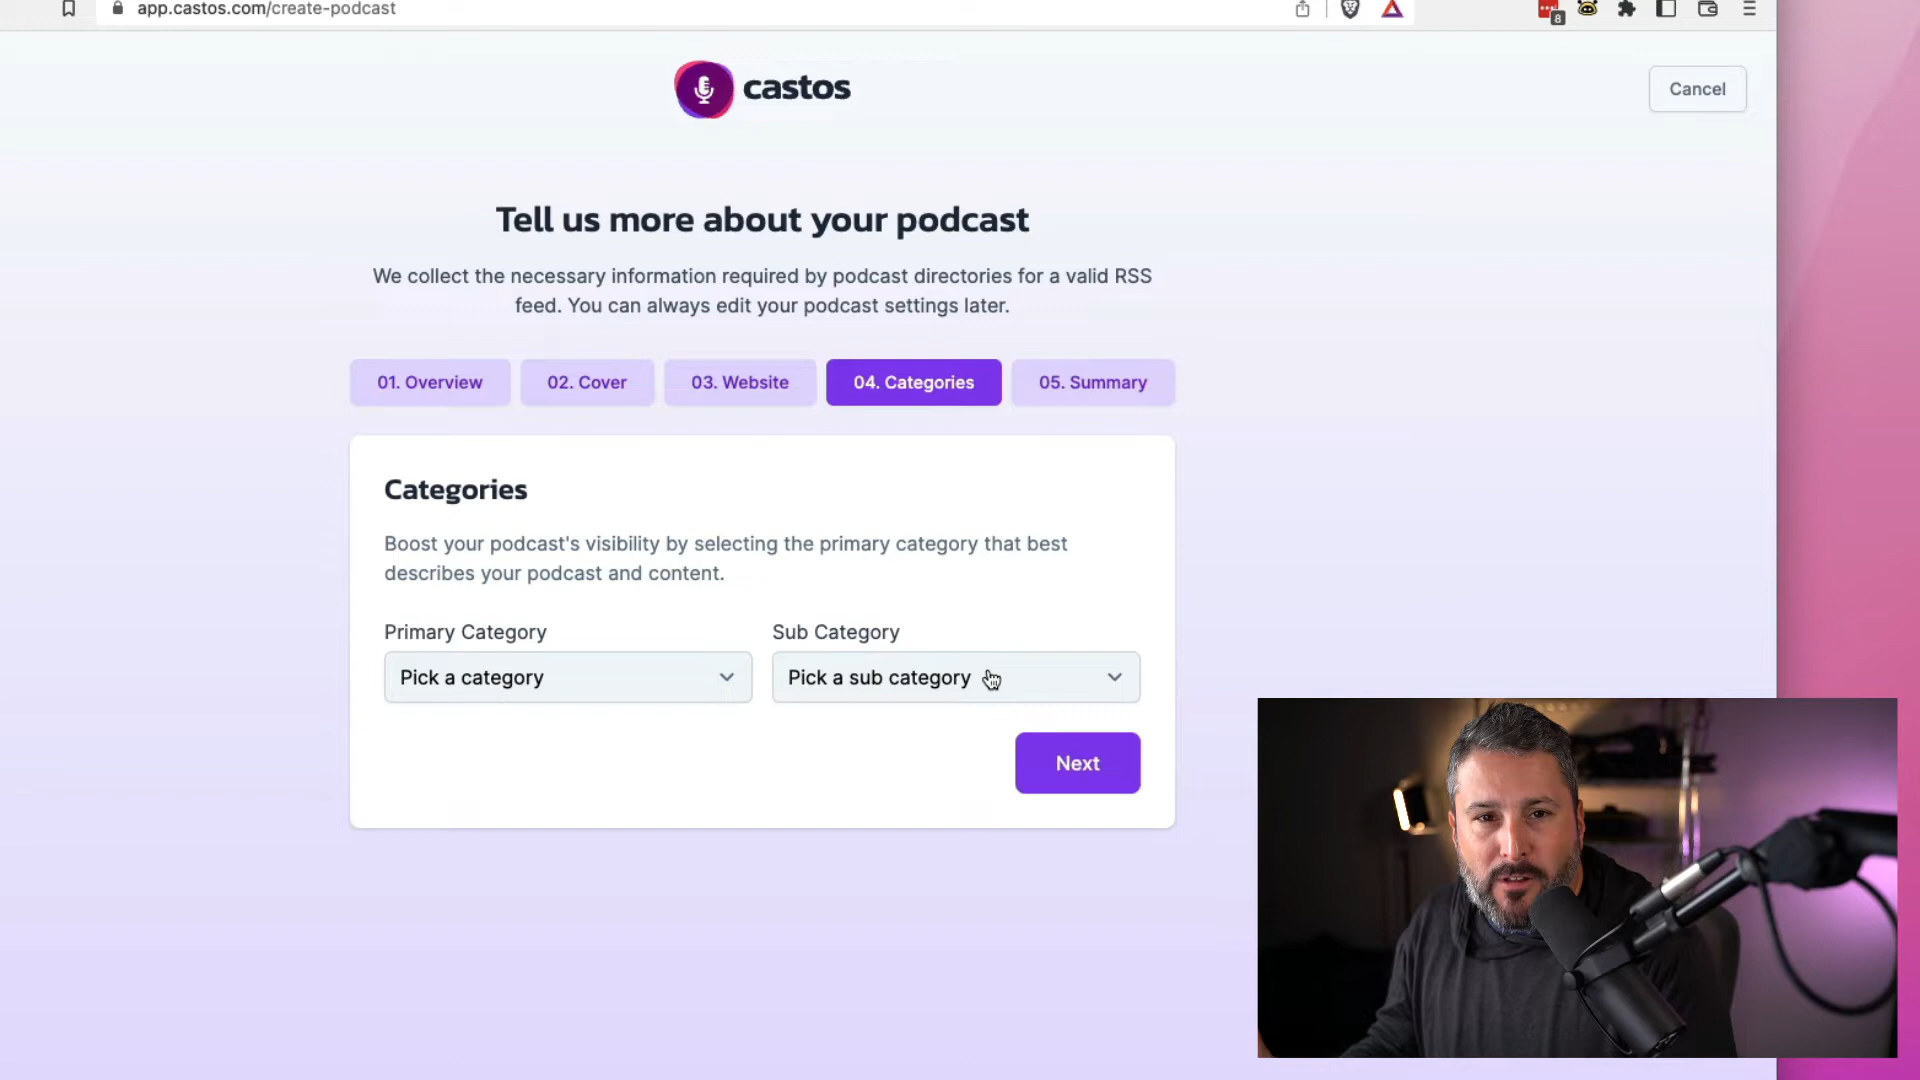 app.castos.com/create-podcast
8
castos
Cancel
Tell us more about your podcast
We collect the necessary information required by podcast directories for a valid RSS
feed. You can always edit your podcast settings later.
01. Overview
02. Cover
03. Website
04. Categories
05. Summary
Categories
Boost your podcast's visibility by selecting the primary category that best
describes your podcast and content.
Primary Category
Sub Category
Pick a category
Pick a sub category
Next